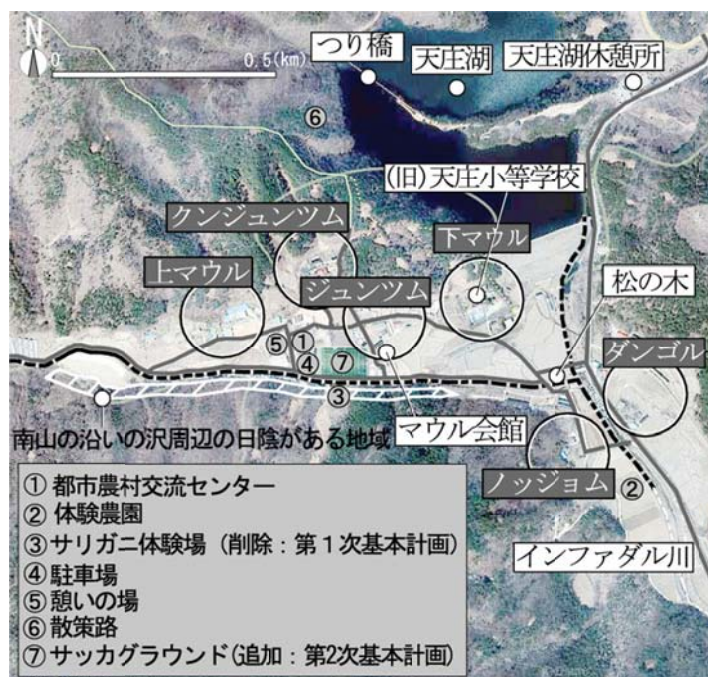 N
0 0.5(km)
つり橋
天庄湖
天庄湖休憩所
⑥
(旧)天庄小等学校
クンジュンツム
下マウル
上マウル
ジュンツム
松の木
⑤ ①
④ ⑦
ダンゴル
③
マウル会館
南山の沿いの沢周辺の日陰がある地域
ノッジョム
②
インファダル川
① 都市農村交流センター
② 体験農園
③ サリガニ体験場（削除：第１次基本計画）
④ 駐車場
⑤ 憩いの場
⑥ 散策路
⑦ サッカグラウンド(追加：第2次基本計画)